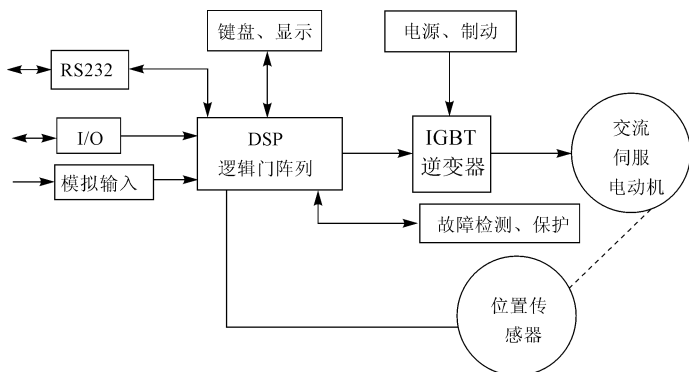 键盘、显示
电源、制动
RS232
I/O
模拟输入
DSP
逻辑门阵列
IGBT
逆变器
交流
伺服
电动机
故障检测、保护
位置传
感器